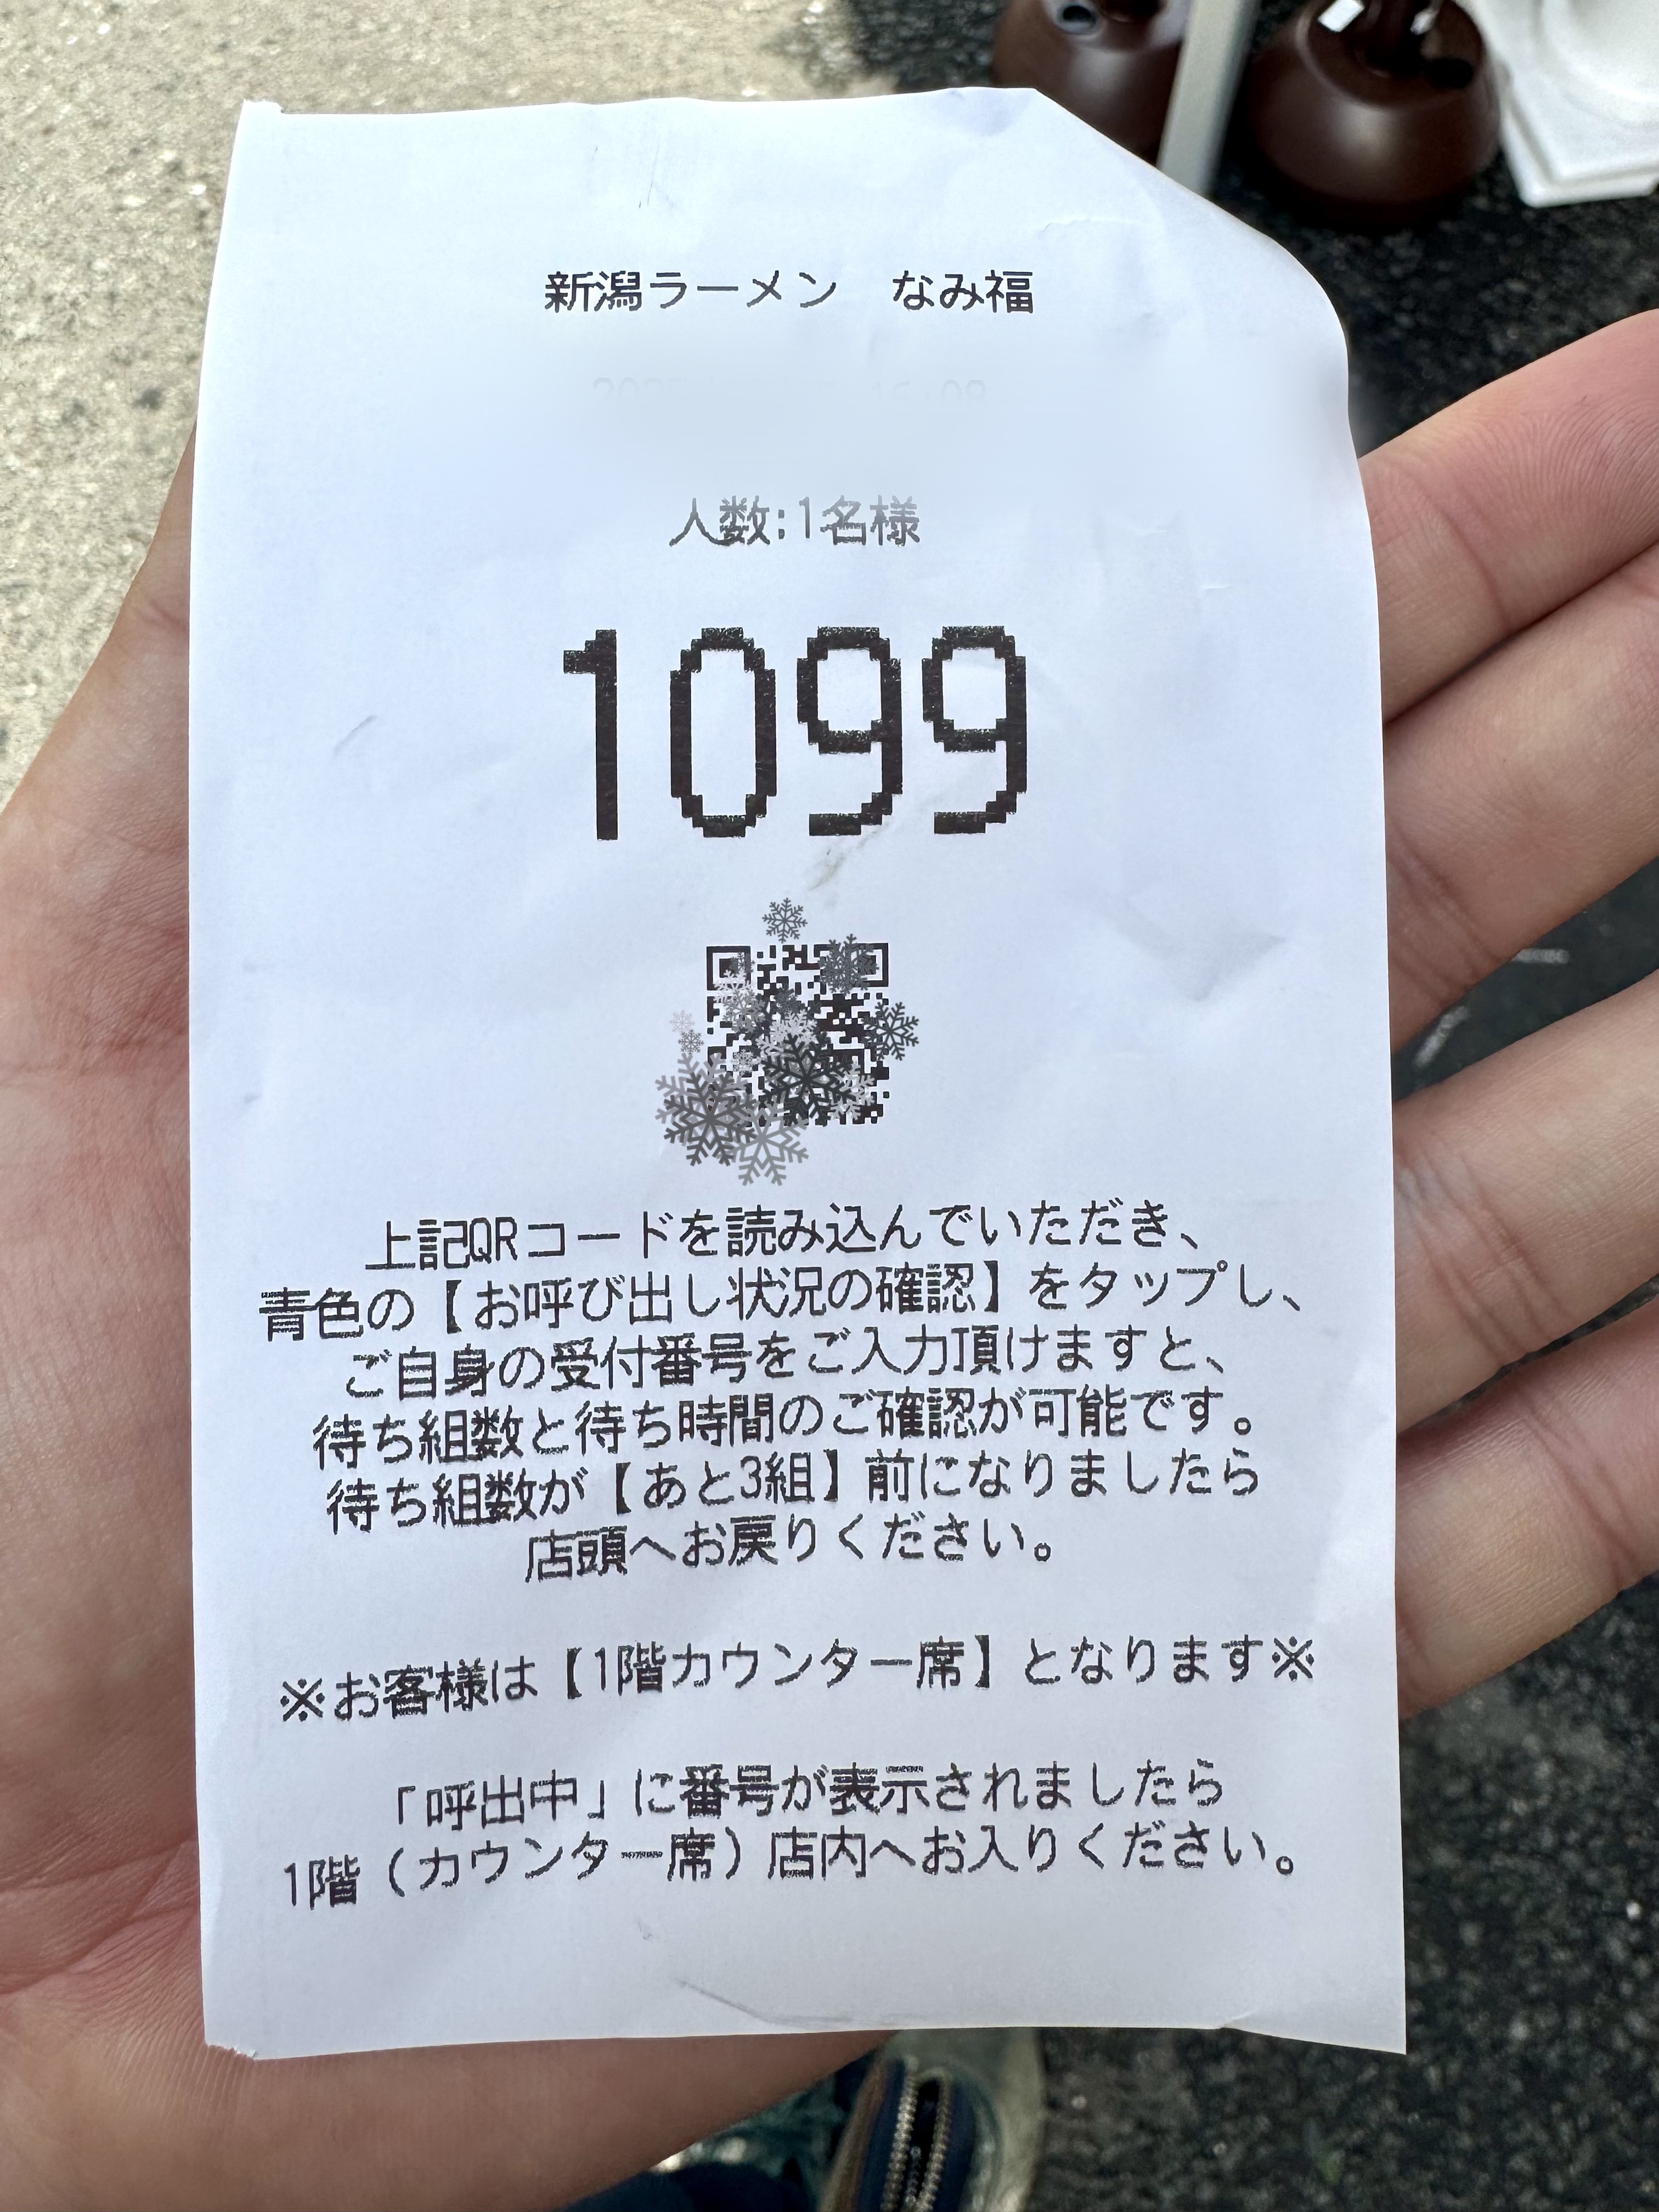 新潟ラーメン　なみ福
人数:1名様
1099
上記QRコードを読み込んでいただき、
青色の【お呼び出し状況の確認】をタップし、
ご自身の受付番号をご入力頂けますと、
待ち組数と待ち時間のご確認が可能です。
待ち組数が【あと3組】前になりましたら
店頭へお戻りください。
※お客様は【1階カウンター席】となります※
「呼出中」に番号が表示されましたら
1階（カウンター席）店内へお入りください。